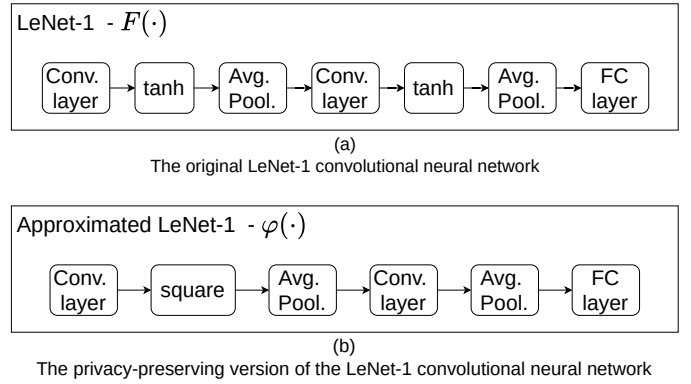 LeNet-1 - F(·)
Conv.
layer
tanh
Avg.
Pool.
Conv.
layer
tanh
Avg.
Pool.
FC
layer
(a)
The original LeNet-1 convolutional neural network
Approximated LeNet-1 - φ(·)
Conv.
layer
square
Avg.
Pool.
Conv.
layer
Avg.
Pool.
FC
layer
(b)
The privacy-preserving version of the LeNet-1 convolutional neural network